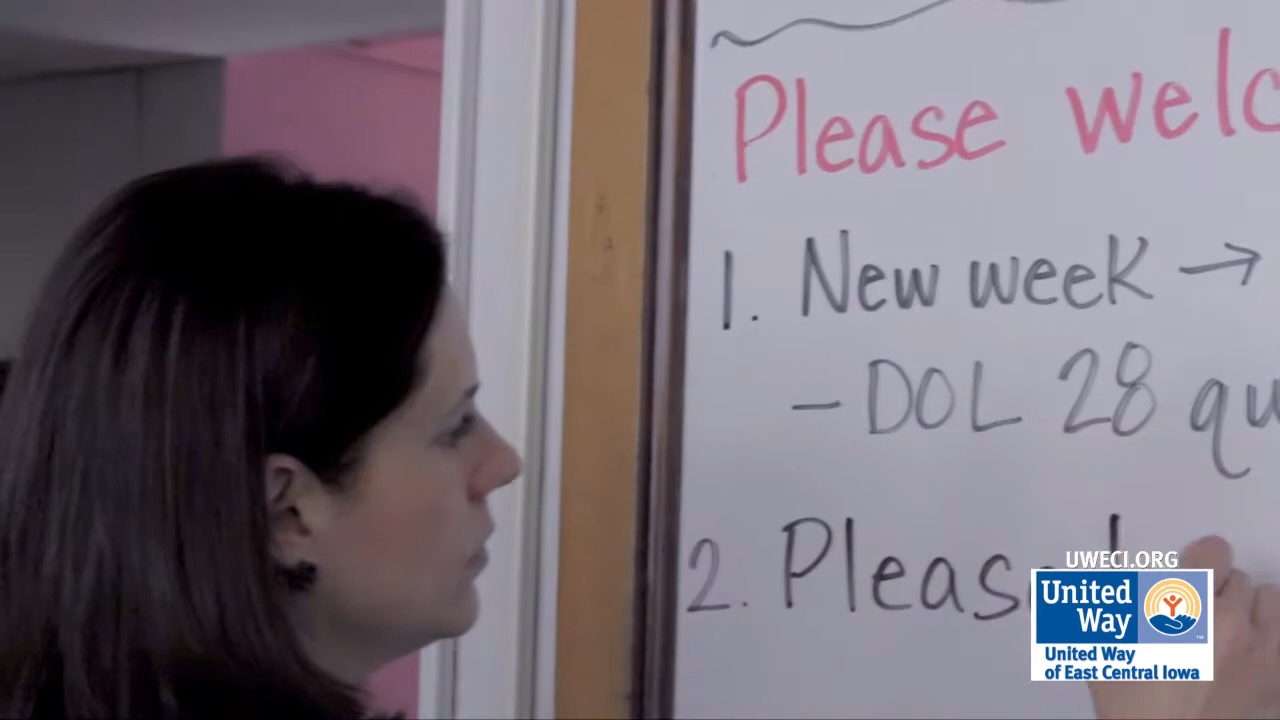 Please welc
1. New week →
- DOL 28 qu
2. Pleas
UWECI.ORG
United
Way
United Way
of East Central Iowa